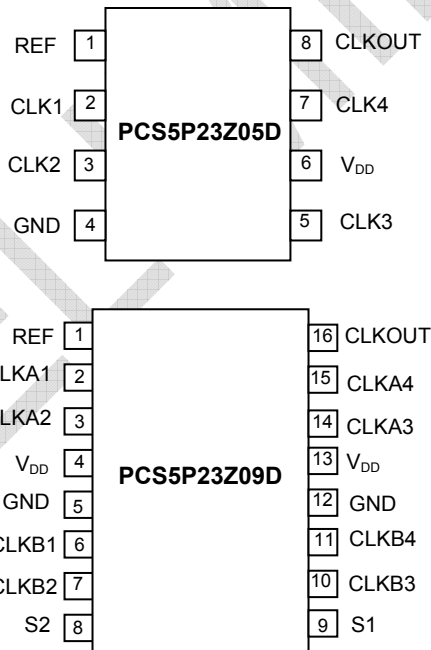 REF 1 8 CLKOUT
CLK1 2 7 CLK4
PCS5P23Z05D
CLK2 3 6 VDD
GND 4 5 CLK3
REF 1 16 CLKOUT
LKA1 2 15 CLKA4
LKA2 3 14 CLKA3
VDD 4 13 VDD
PCS5P23Z09D
GND 5 12 GND
CLKB1 6 11 CLKB4
CLKB2 7 10 CLKB3
S2 8 9 S1